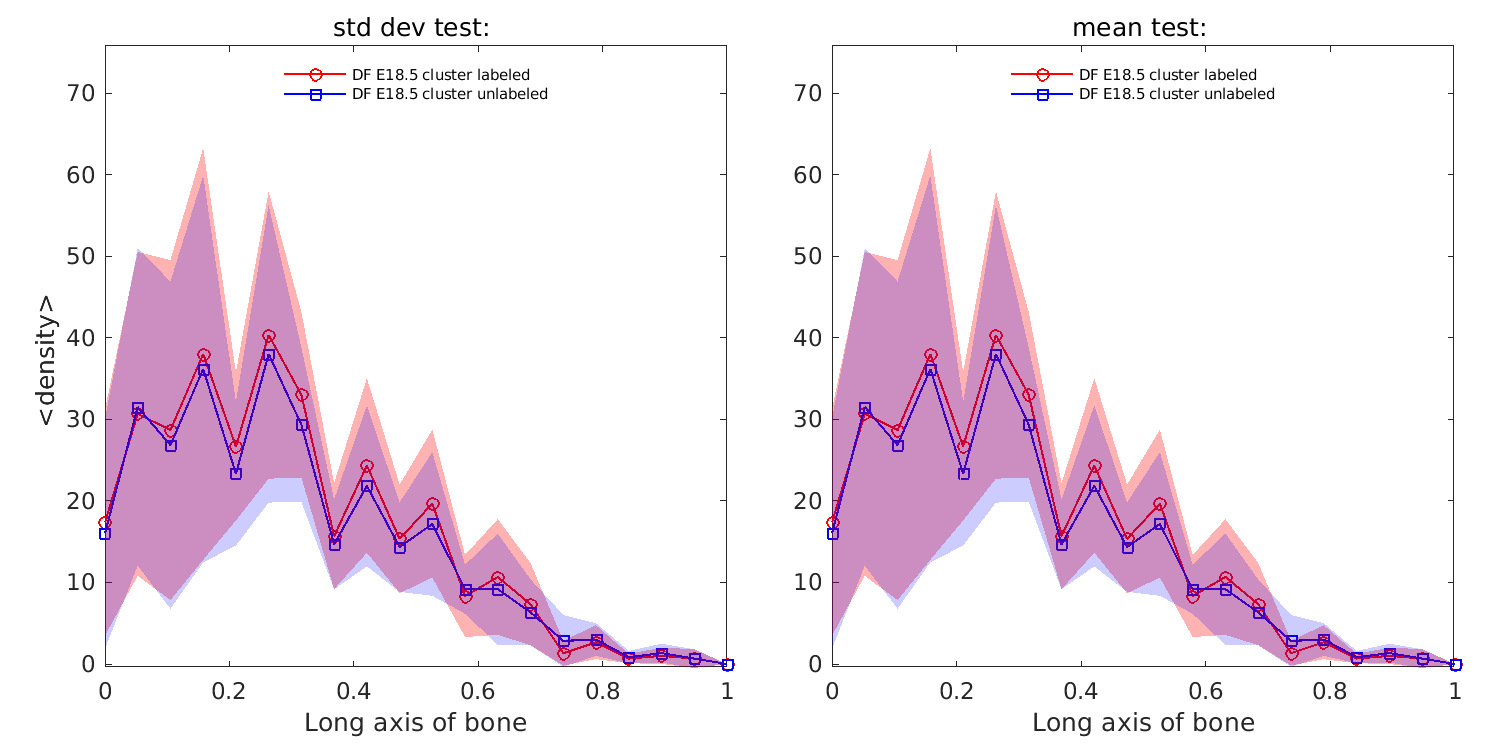 std dev test:
DF E18.5 cluster labeled
DF E18.5 cluster unlabeled
<density>
70
60
50
40
30
20
10
0
0 0.2 0.4 0.6 0.8 1
Long axis of bone
mean test:
DF E18.5 cluster labeled
DF E18.5 cluster unlabeled
70
60
50
40
30
20
10
0
0 0.2 0.4 0.6 0.8 1
Long axis of bone